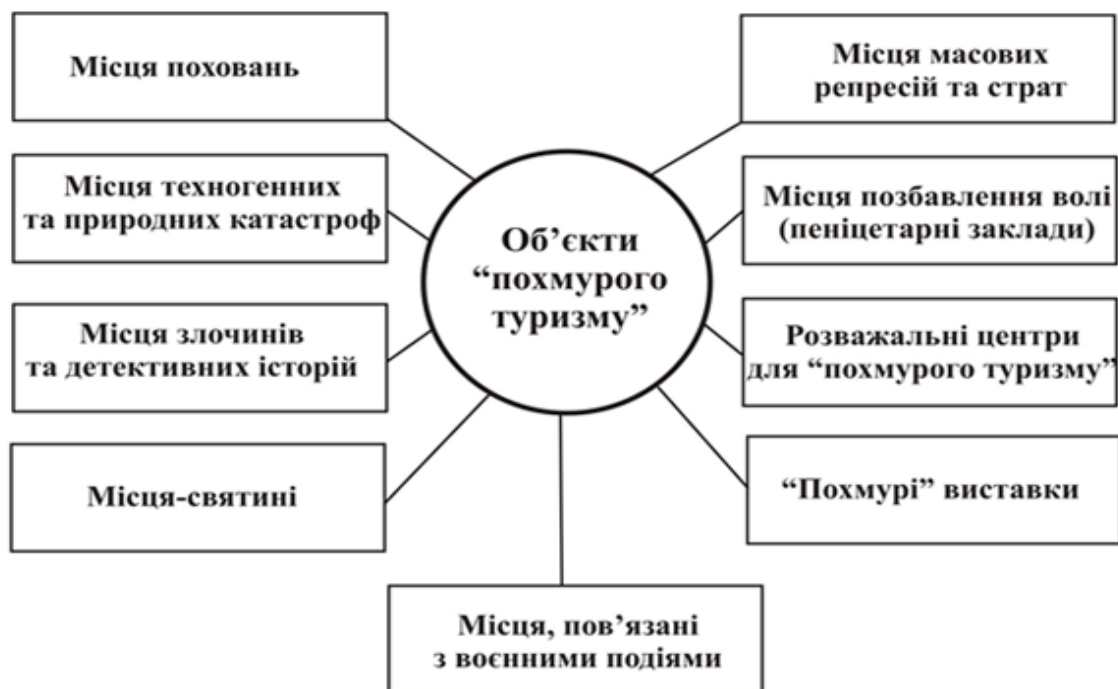 Місця поховань
Місця масових
репресій та страт
Місця техногенних
та природних катастроф
Місця позбавлення волі
(пеніцетарні заклади)
Об’єкти
“похмурого
туризму”
Місця злочинів
та детективних історій
Розважальні центри
для “похмурого туризму”
Місця-святині
“Похмурі” виставки
Місця, пов’язані
з воєнними подіями